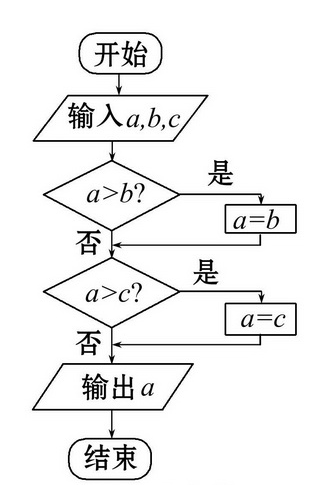 开始
输入a,b,c
a>b?
是
a=b
否
a>c?
是
a=c
否
输出a
结束